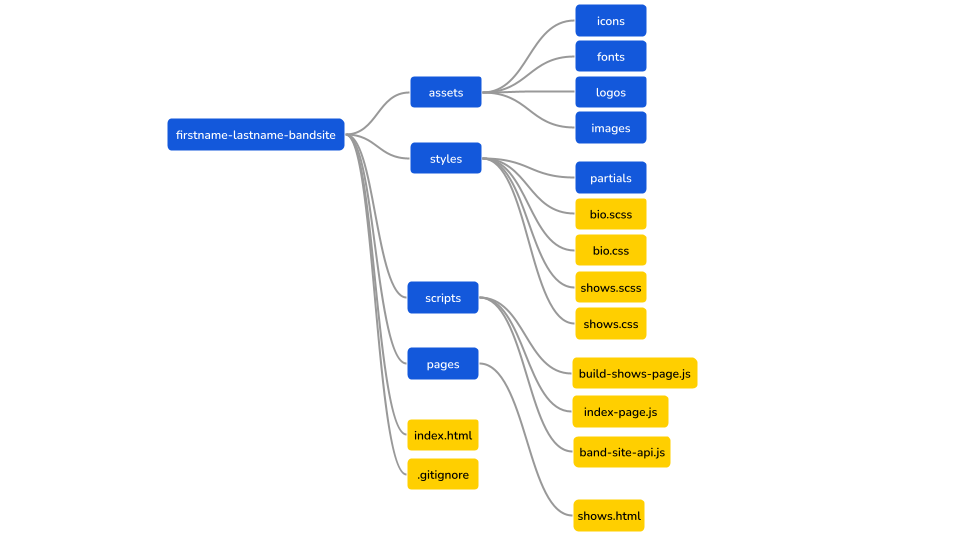 firstname-lastname-bandsite
assets
icons
fonts
logos
images
styles
partials
bio.scss
bio.css
shows.scss
shows.css
scripts
build-shows-page.js
index-page.js
band-site-api.js
pages
shows.html
index.html
.gitignore